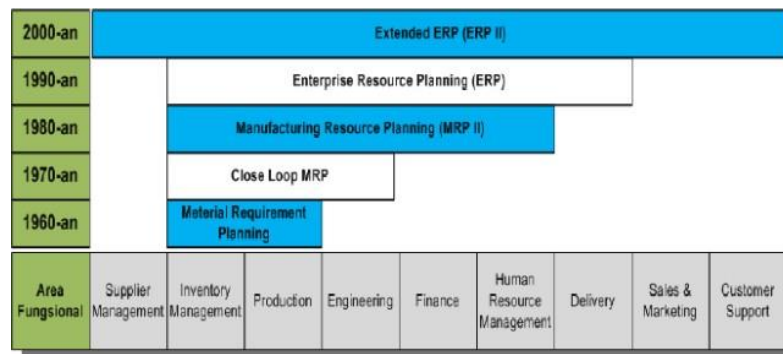 2000-an
Extended ERP (ERP II)
1990-an
Enterprise Resource Planning (ERP)
1980-an
Manufacturing Resource Planning (MRP II)
1970-an
Close Loop MRP
1960-an
Meterial Requirement
Planning
Area
Fungsional
Supplier
Management
Inventory
Management
Production
Engineering
Finance
Human
Resource
Management
Delivery
Sales &
Marketing
Customer
Support